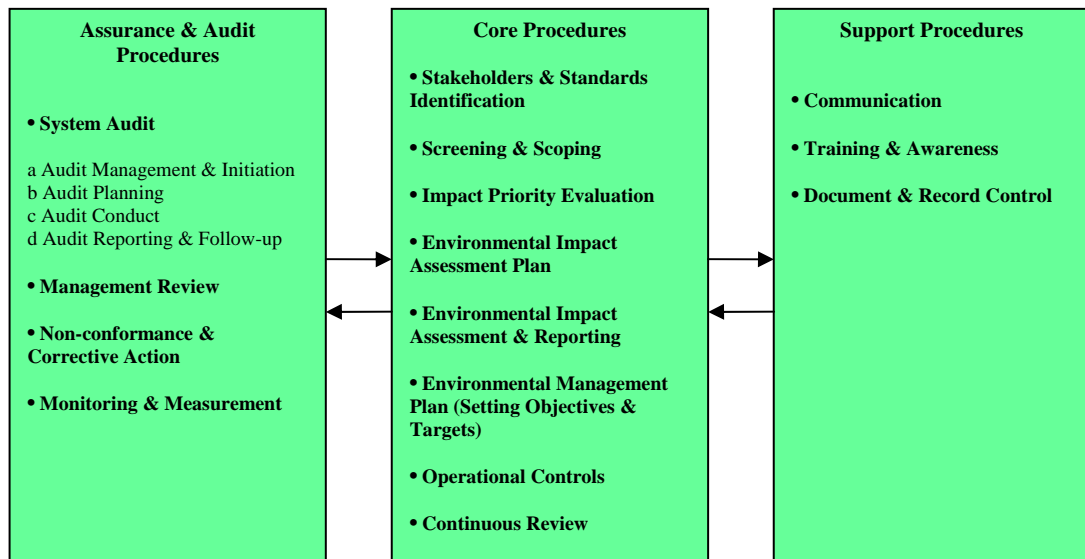 Assurance & Audit
Procedures
• System Audit
a Audit Management & Initiation
b Audit Planning
c Audit Conduct
d Audit Reporting & Follow-up
• Management Review
• Non-conformance &
Corrective Action
• Monitoring & Measurement
Core Procedures
• Stakeholders & Standards
Identification
• Screening & Scoping
• Impact Priority Evaluation
• Environmental Impact
Assessment Plan
• Environmental Impact
Assessment & Reporting
• Environmental Management
Plan (Setting Objectives &
Targets)
• Operational Controls
• Continuous Review
Support Procedures
• Communication
• Training & Awareness
• Document & Record Control